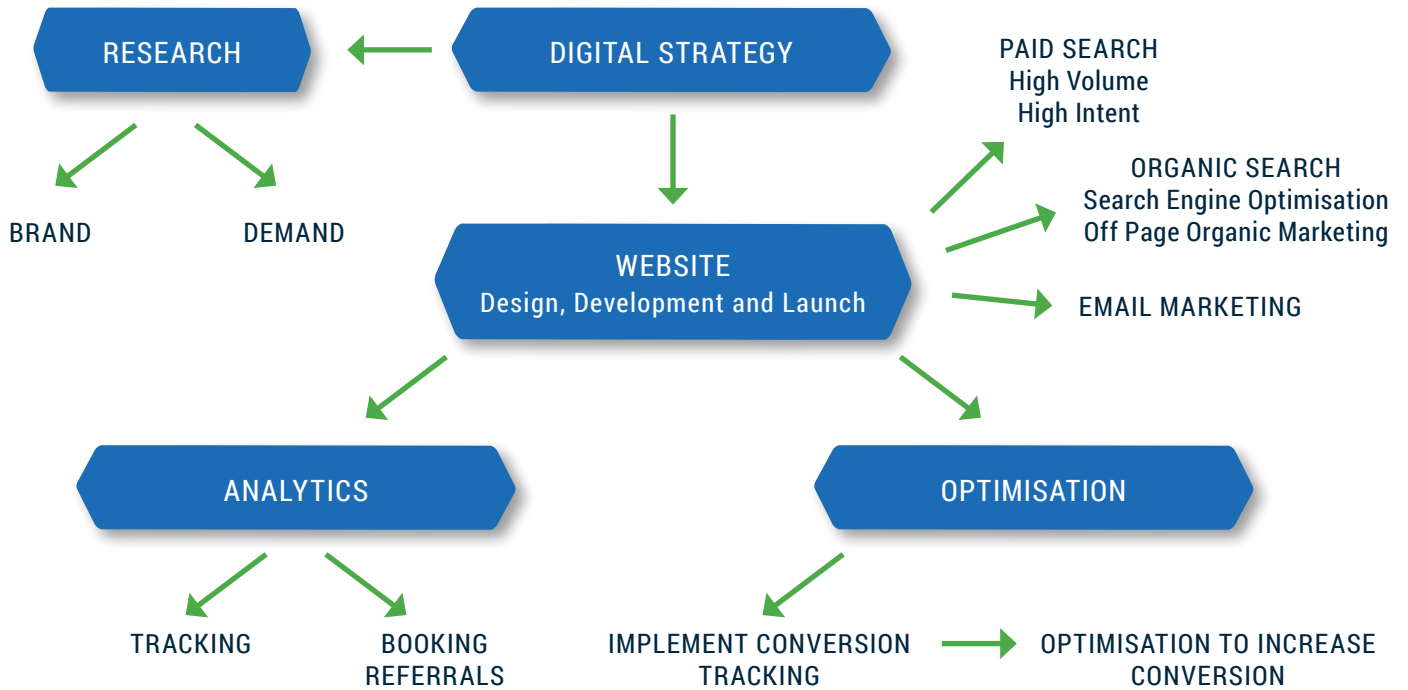 RESEARCH
DIGITAL STRATEGY
PAID SEARCH
High Volume
High Intent
ORGANIC SEARCH
Search Engine Optimisation
Off Page Organic Marketing
BRAND
DEMAND
WEBSITE
Design, Development and Launch
EMAIL MARKETING
ANALYTICS
OPTIMISATION
TRACKING
BOOKING
REFERRALS
IMPLEMENT CONVERSION
TRACKING
OPTIMISATION TO INCREASE
CONVERSION